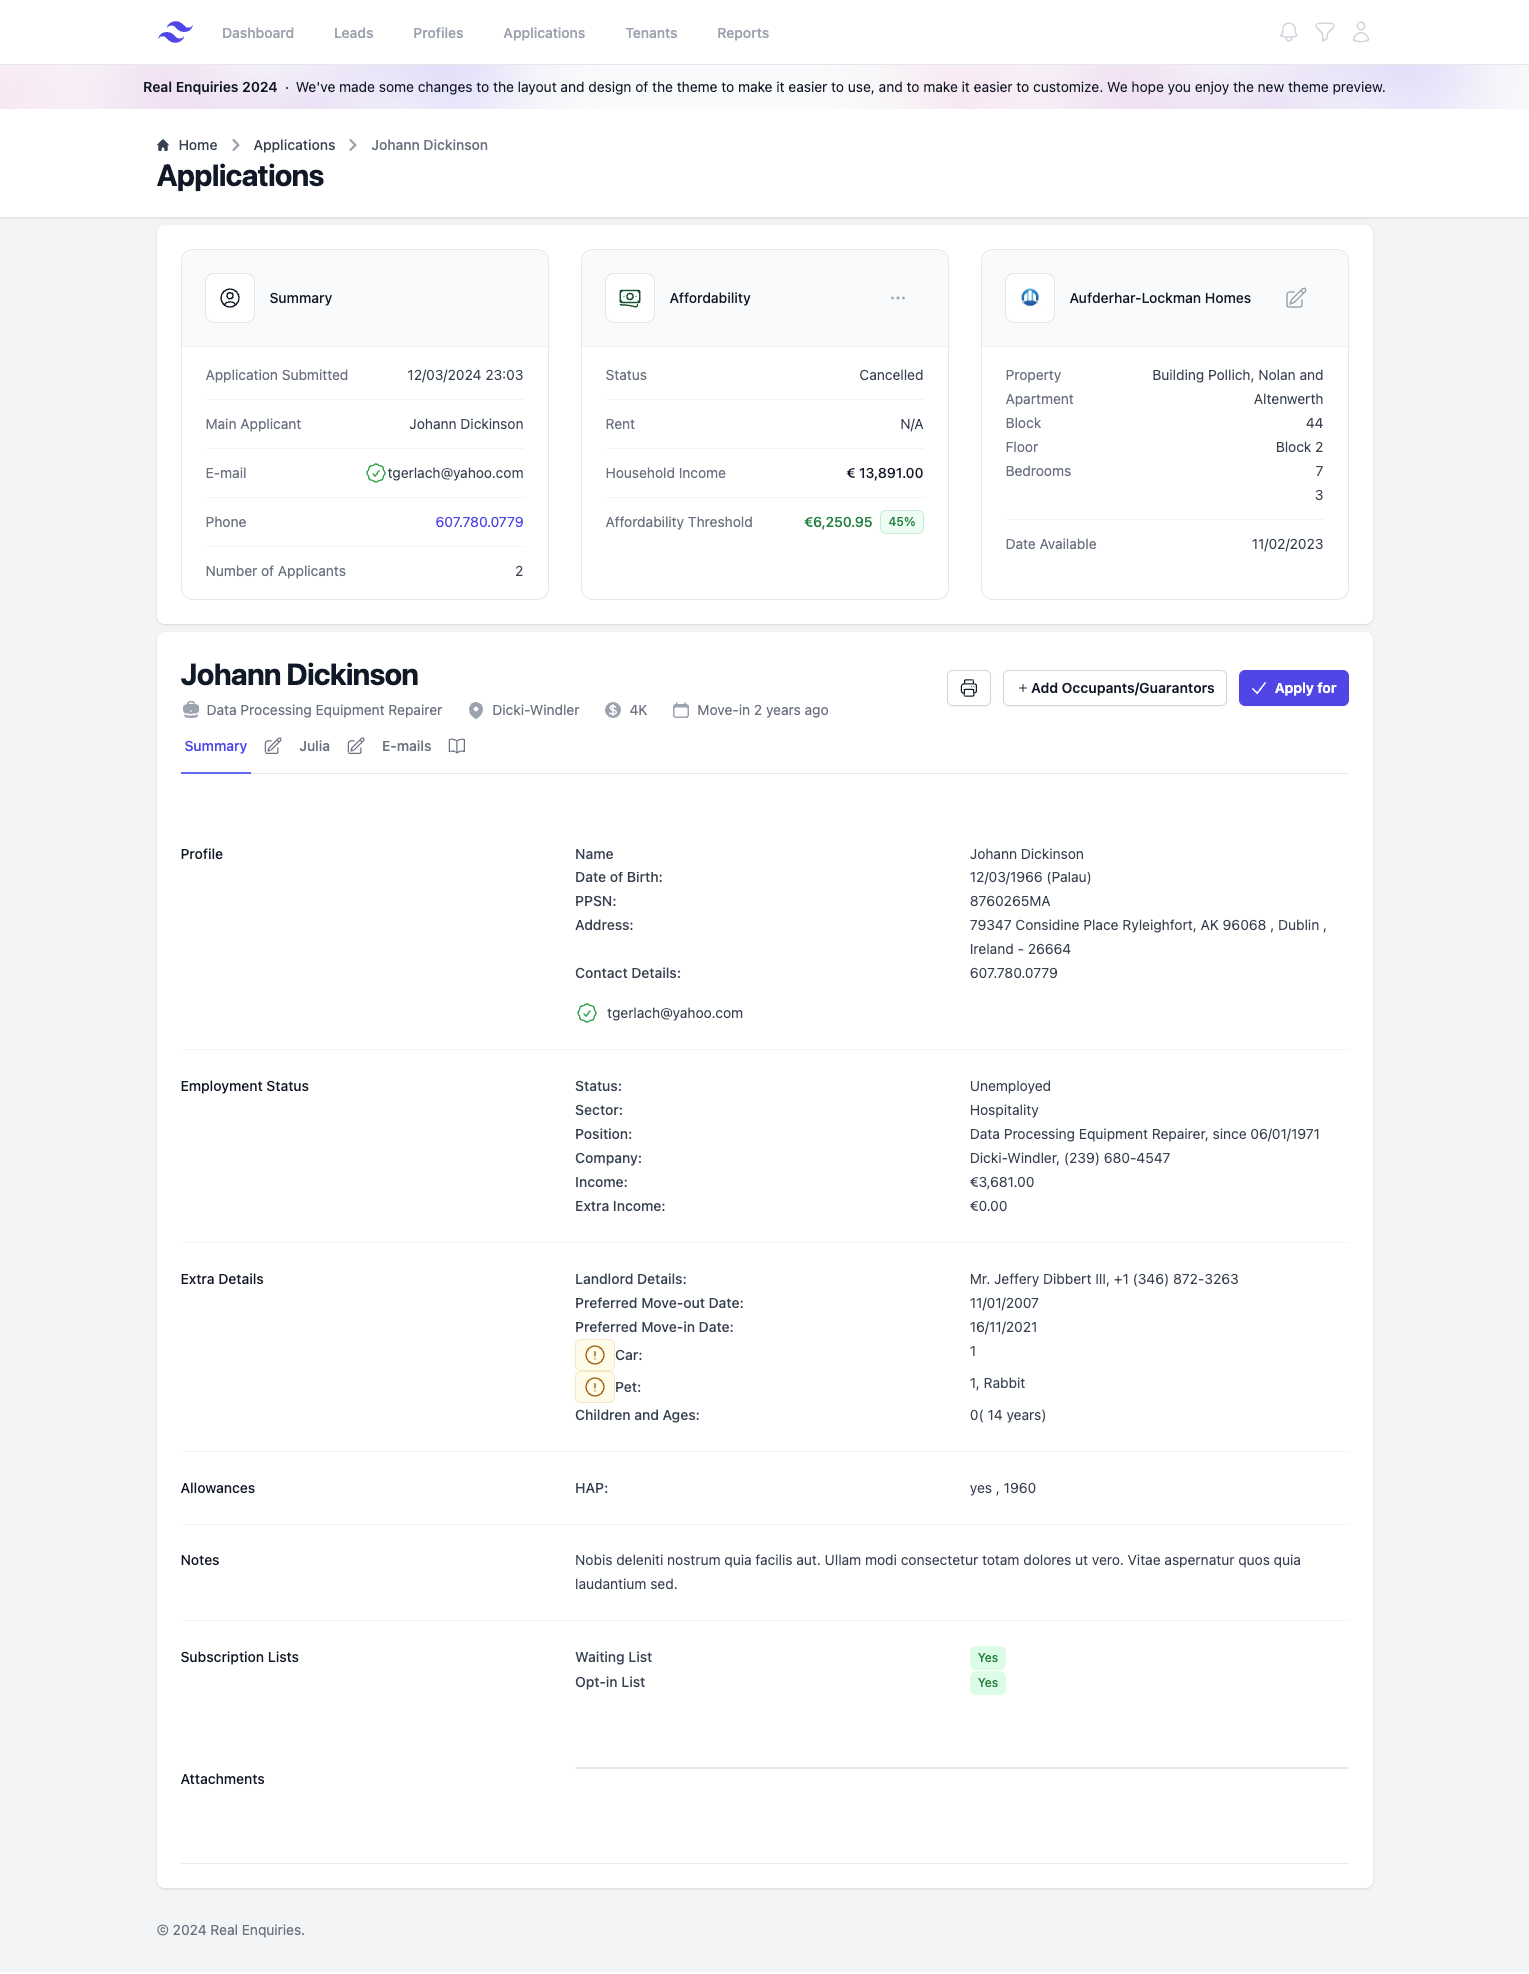 Dashboard Leads Profiles Applications Tenants Reports
Real Enquiries 2024 · We've made some changes to the layout and design of the theme to make it easier to use, and to make it easier to customize. We hope you enjoy the new theme preview.
Home Applications Johann Dickinson
Applications
Summary
Application Submitted 12/03/2024 23:03
Main Applicant Johann Dickinson
E-mail tgerlach@yahoo.com
Phone 607.780.0779
Number of Applicants 2
Affordability
Status Cancelled
Rent N/A
Household Income € 13,891.00
Affordability Threshold €6,250.95 45%
Aufderhar-Lockman Homes
Property Building Pollich, Nolan and
Apartment Altenwerth
Block 44
Floor Block 2
Bedrooms 7
3
Date Available 11/02/2023
Johann Dickinson
Data Processing Equipment Repairer Dicki-Windler 4K Move-in 2 years ago
+ Add Occupants/Guarantors Apply for
Summary Julia E-mails
Profile Name Johann Dickinson
Date of Birth: 12/03/1966 (Palau)
PPSN: 8760265MA
Address: 79347 Considine Place Ryleighfort, AK 96068 , Dublin ,
Ireland - 26664
Contact Details: 607.780.0779
tgerlach@yahoo.com
Employment Status Status: Unemployed
Sector: Hospitality
Position: Data Processing Equipment Repairer, since 06/01/1971
Company: Dicki-Windler, (239) 680-4547
Income: €3,681.00
Extra Income: €0.00
Extra Details Landlord Details: Mr. Jeffery Dibbert III, +1 (346) 872-3263
Preferred Move-out Date: 11/01/2007
Preferred Move-in Date: 16/11/2021
Car: 1
Pet: 1, Rabbit
Children and Ages: 0( 14 years)
Allowances HAP: yes , 1960
Notes Nobis deleniti nostrum quia facilis aut. Ullam modi consectetur totam dolores ut vero. Vitae aspernatur quos quia
laudantium sed.
Subscription Lists Waiting List Yes
Opt-in List Yes
Attachments
© 2024 Real Enquiries.